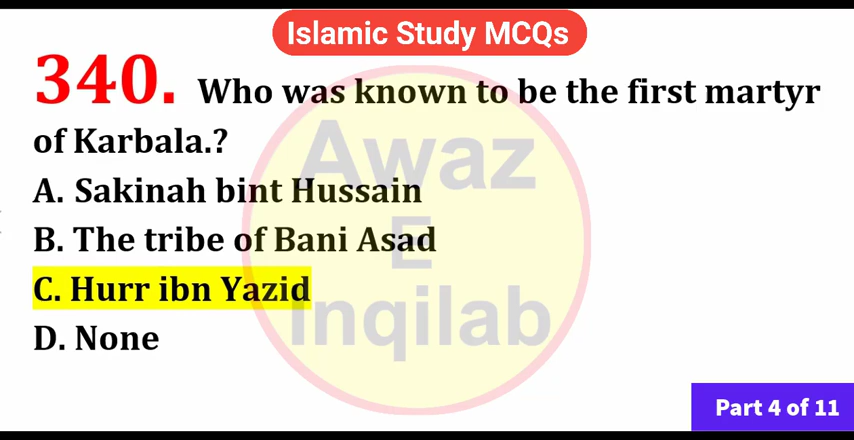 Islamic Study MCQs
340. Who was known to be the first martyr
of Karbala.?
A. Sakinah bint Hussain
B. The tribe of Bani Asad
C. Hurr ibn Yazid
D. None
Awaz
E
Inqilab
Part 4 of 11